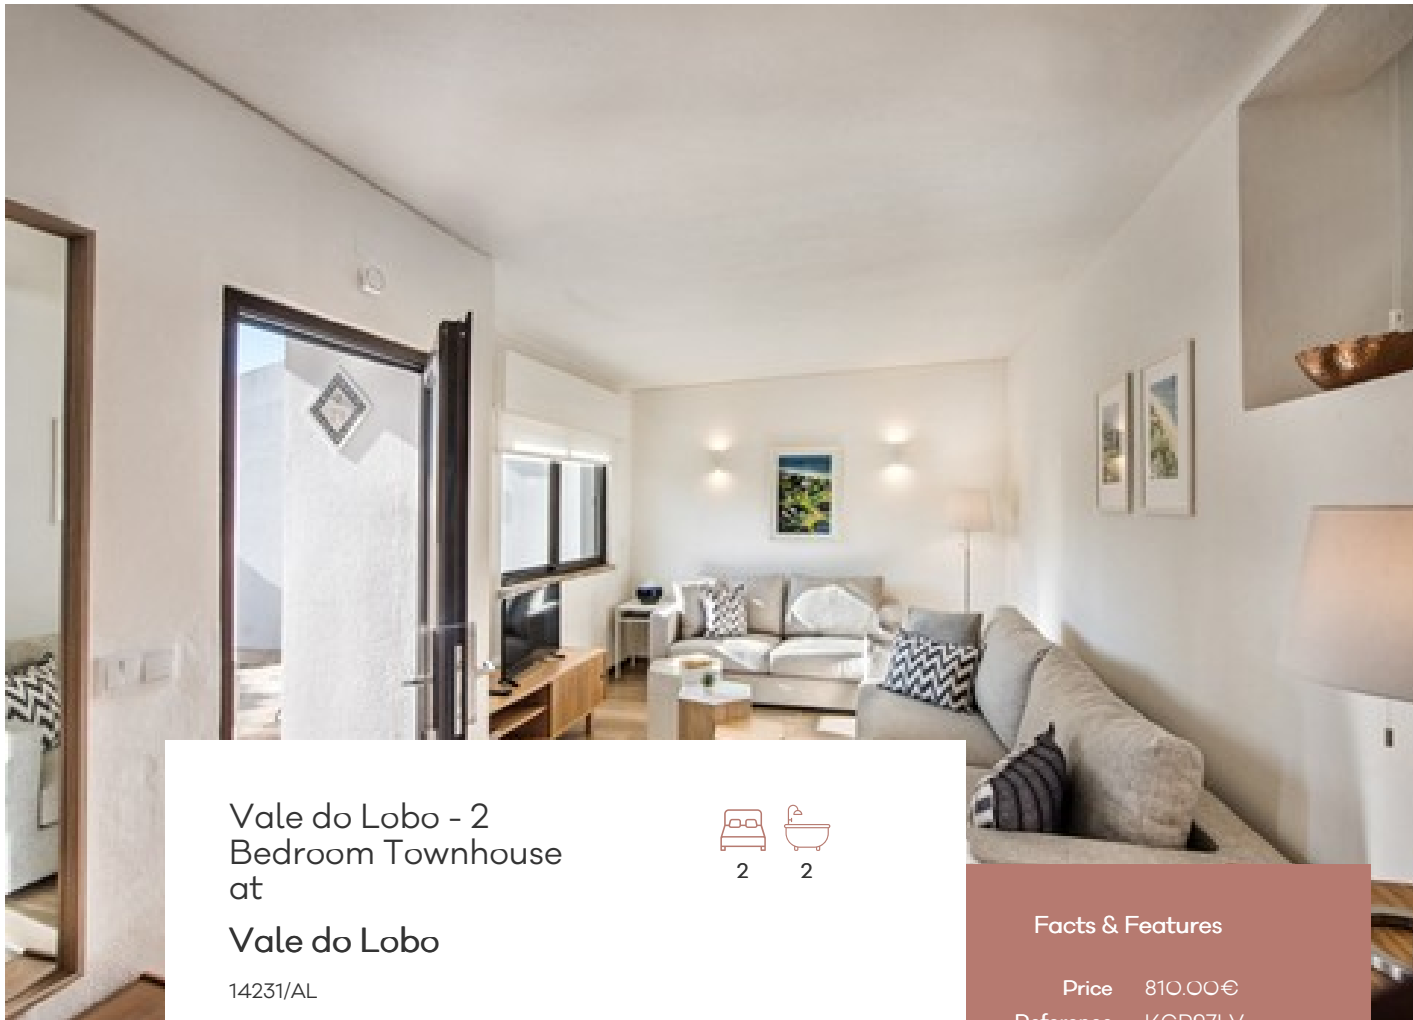 Vale do Lobo - 2
Bedroom Townhouse
at
Vale do Lobo
14231/AL
2 2
Facts & Features
Price 810.00€
Reference